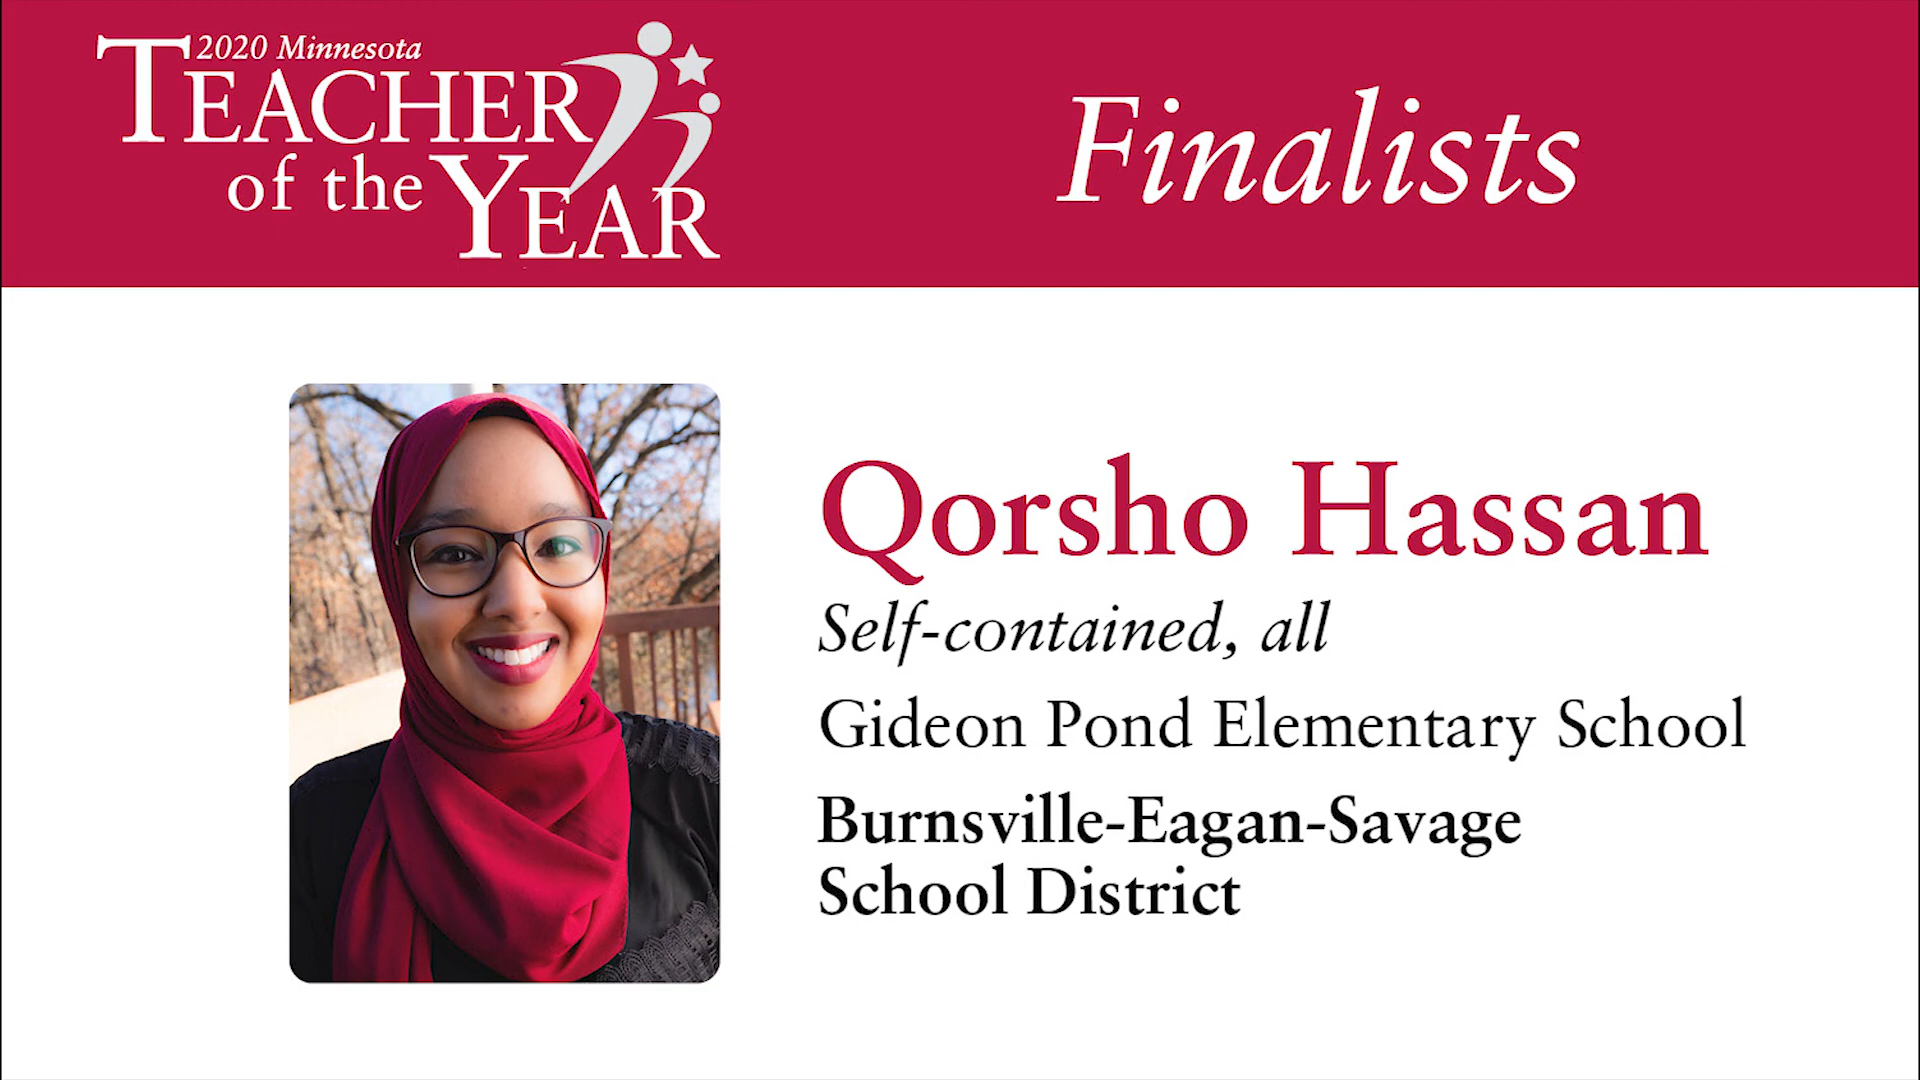 2020 Minnesota
TEACHER
of the YEAR
Finalists
Qorsho Hassan
Self-contained, all
Gideon Pond Elementary School
Burnsville-Eagan-Savage
School District